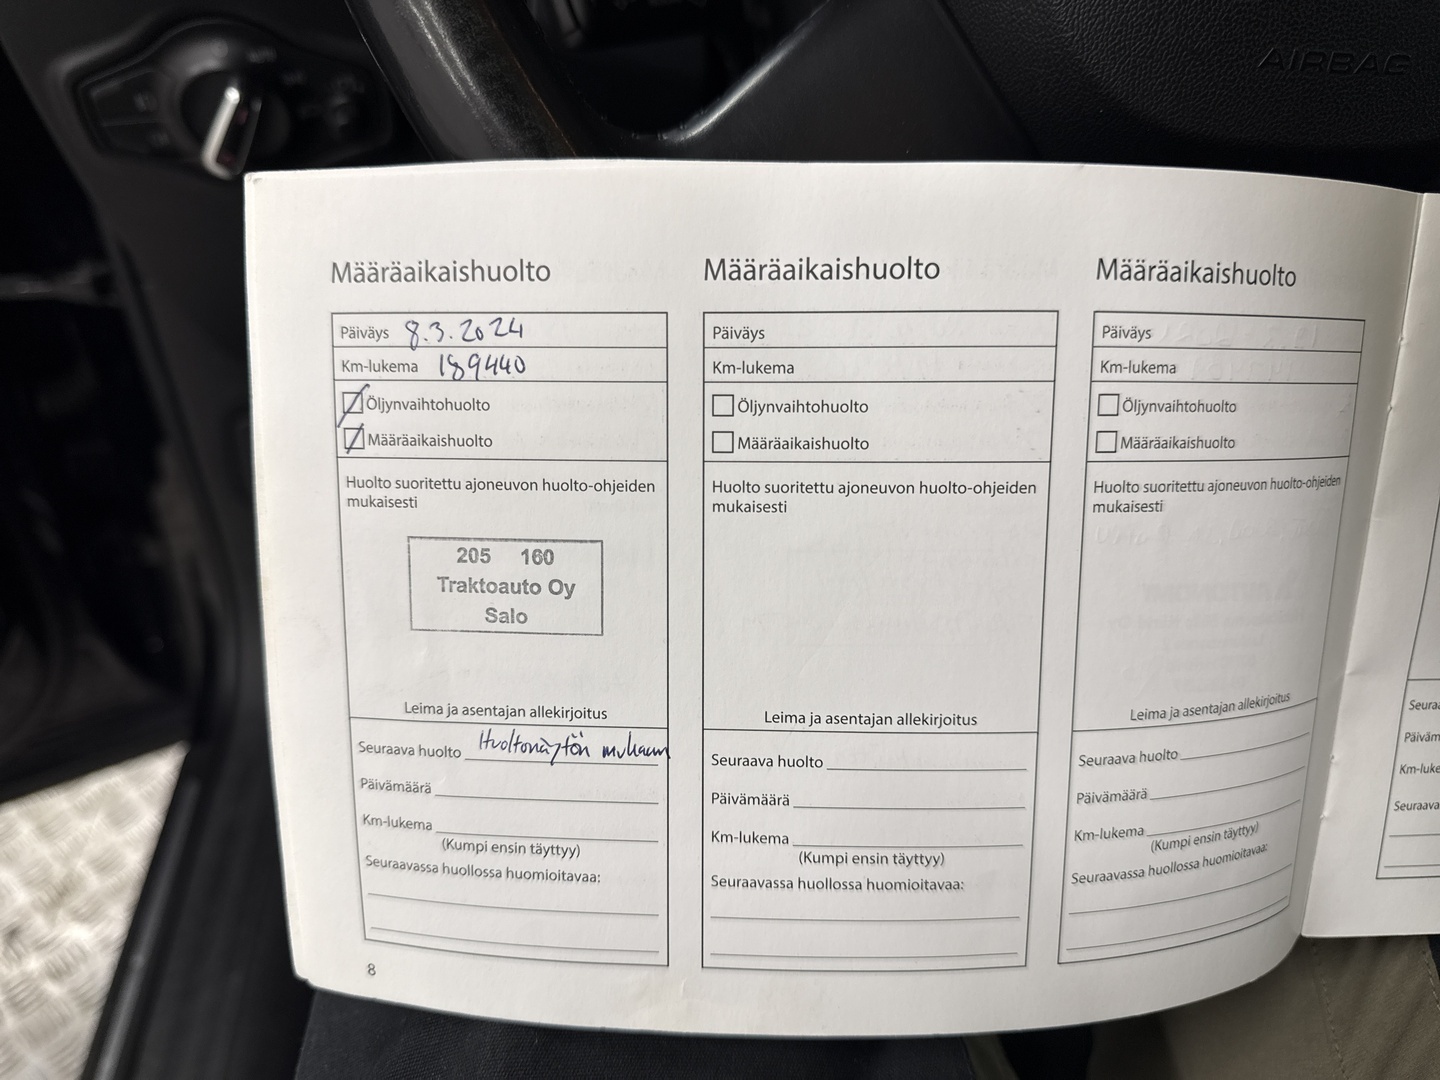 AIRBAG
Määräaikaishuolto
Päiväys 8.3.2024
Km-lukema 189440
Öljynvaihtohuolto
Määräaikaishuolto
Huolto suoritettu ajoneuvon huolto-ohjeiden
mukaisesti
205 160
Traktoauto Oy
Salo
Leima ja asentajan allekirjoitus
Seuraava huolto Huoltonäytön mukaan
Päivämäärä
Km-lukema
(Kumpi ensin täyttyy)
Seuraavassa huollossa huomioitavaa:
8
Määräaikaishuolto
Päiväys
Km-lukema
Öljynvaihtohuolto
Määräaikaishuolto
Huolto suoritettu ajoneuvon huolto-ohjeiden
mukaisesti
Leima ja asentajan allekirjoitus
Seuraava huolto
Päivämäärä
Km-lukema
(Kumpi ensin täyttyy)
Seuraavassa huollossa huomioitavaa:
Määräaikaishuolto
Päiväys
Km-lukema
Öljynvaihtohuolto
Määräaikaishuolto
Huolto suoritettu ajoneuvon huolto-ohjeiden
mukaisesti
Leima ja asentajan allekirjoitus
Seuraava huolto
Päivämäärä
Km-lukema
(Kumpi ensin täyttyy)
Seuraavassa huollossa huomioitavaa: